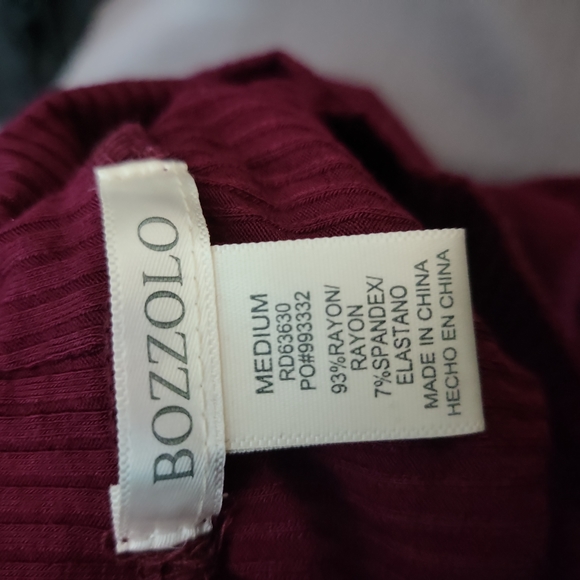 BOZZOLO
MEDIUM
RD63630
PO#993332
93%RAYON/
RAYON
7%SPANDEX/
ELASTANO
MADE IN CHINA
HECHO EN CHINA